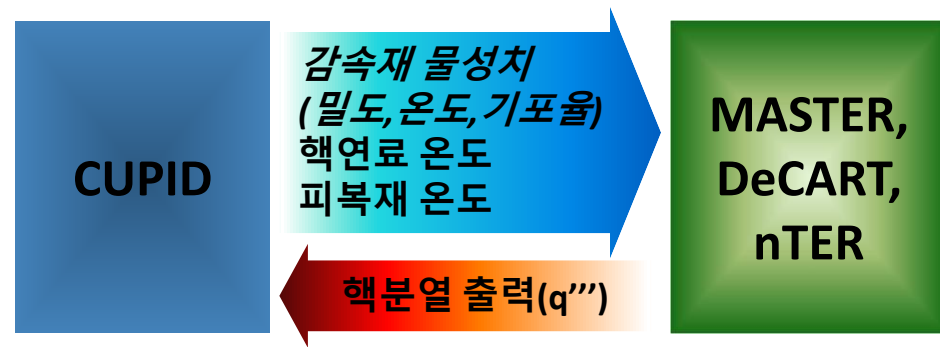 CUPID
감속재 물성치
(밀도,온도,기포율)
핵연료 온도
피복재 온도
핵분열 출력(q’’’)
MASTER,
DeCART,
nTER